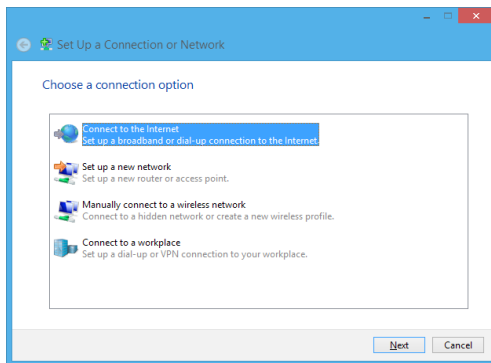 Set Up a Connection or Network
Choose a connection option
Connect to the Internet
Set up a broadband or dial-up connection to the Internet.
Set up a new network
Set up a new router or access point.
Manually connect to a wireless network
Connect to a hidden network or create a new wireless profile.
Connect to a workplace
Set up a dial-up or VPN connection to your workplace.
Next Cancel